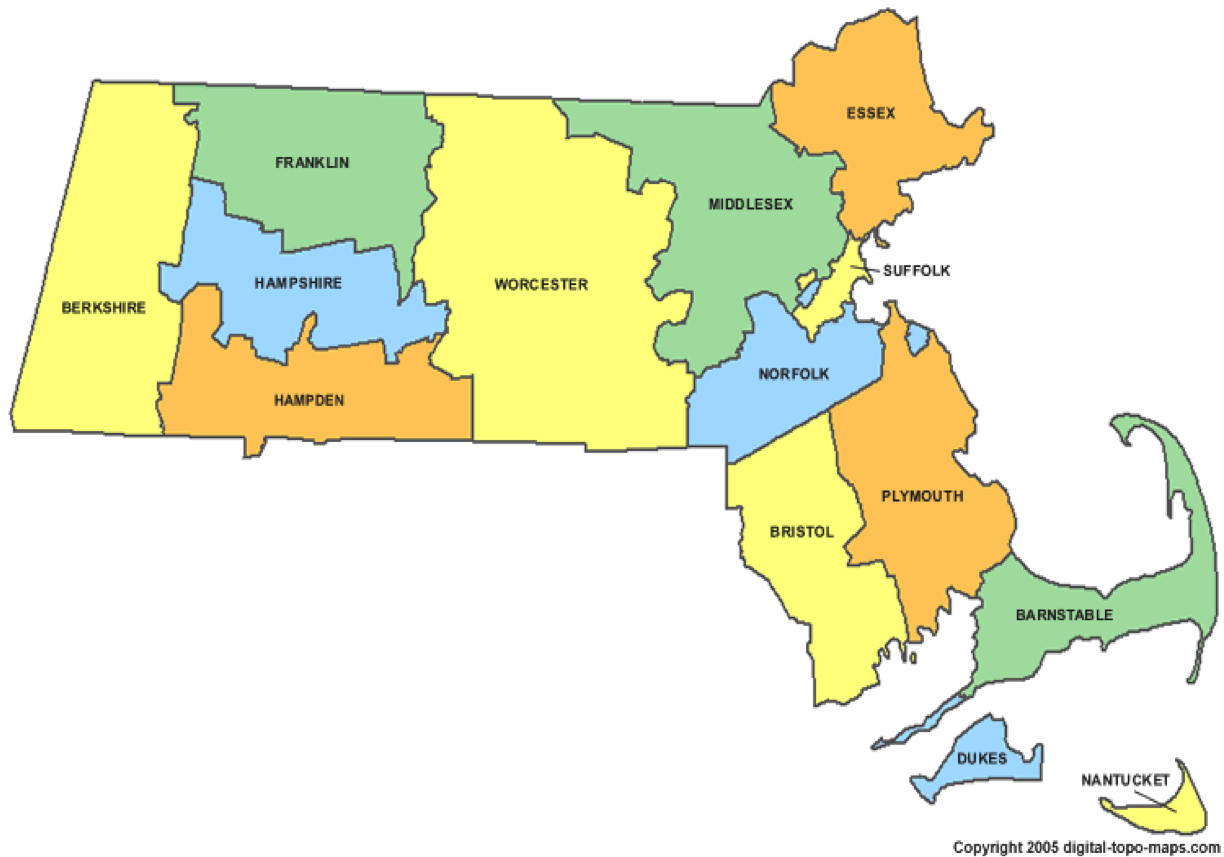 ESSEX
FRANKLIN
MIDDLESEX
SUFFOLK
HAMPSHIRE
WORCESTER
BERKSHIRE
NORFOLK
HAMPDEN
PLYMOUTH
BRISTOL
BARNSTABLE
DUKES
NANTUCKET
Copyright 2005 digital-topo-maps.com